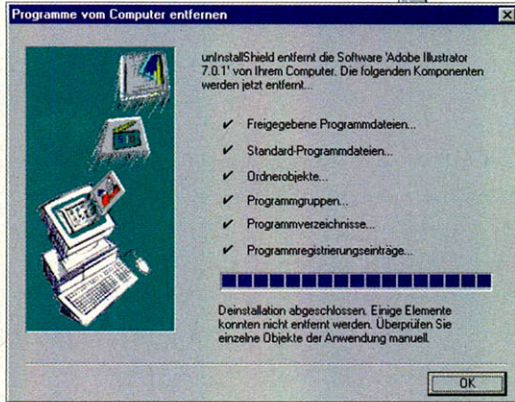 Programme vom Computer entfernen
unInstallShield entfernt die Software 'Adobe Illustrator
7.0.1' von Ihrem Computer. Die folgenden Komponenten
werden jetzt entfernt...
✔ Freigegebene Programmdateien...
✔ Standard-Programmdateien...
✔ Ordnerobjekte...
✔ Programmgruppen...
✔ Programmverzeichnisse...
✔ Programmregistrierungseinträge...
Deinstallation abgeschlossen. Einige Elemente
konnten nicht entfernt werden. Überprüfen Sie
einzelne Objekte der Anwendung manuell.
OK